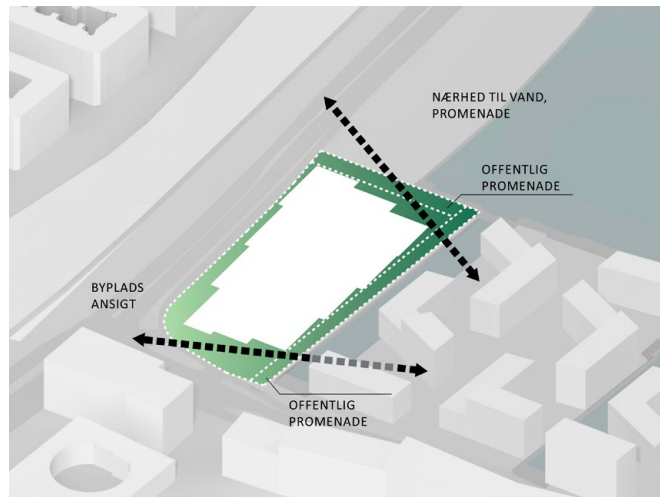 NÆRHED TIL VAND,
PROMENADE
OFFENTLIG
PROMENADE
BYPLADS
ANSIGT
OFFENTLIG
PROMENADE